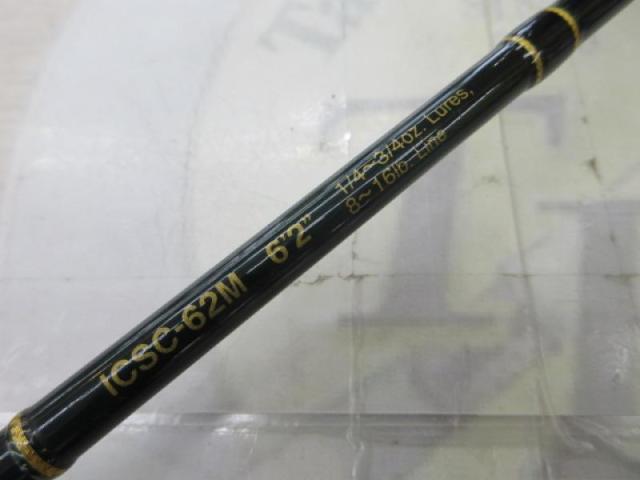 ICSC-62M 6"2"
1/4~3/4oz. Lures,
8~16lb. Line